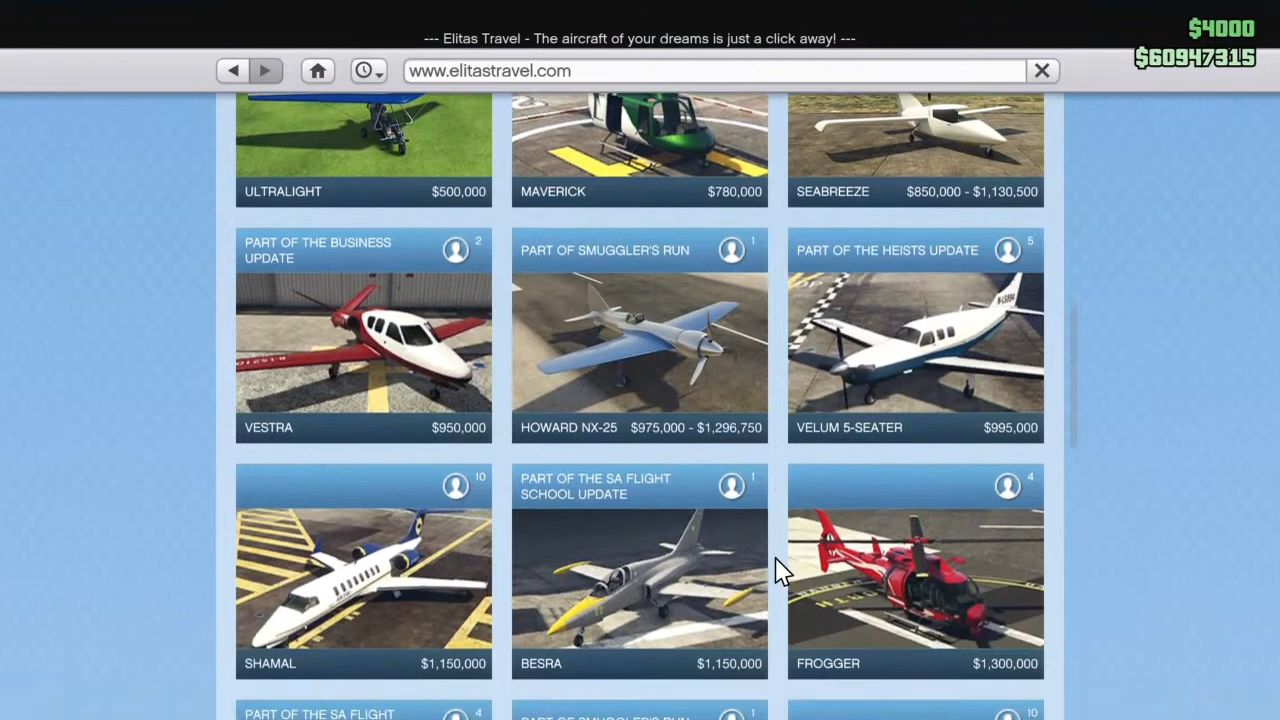 --- Elitas Travel - The aircraft of your dreams is just a click away! ---
$4000
$60947315
www.elitastravel.com
ULTRALIGHT $500,000
MAVERICK $780,000
SEABREEZE $850,000 - $1,130,500
PART OF THE BUSINESS
UPDATE
2
PART OF SMUGGLER'S RUN
1
PART OF THE HEISTS UPDATE
5
VESTRA $950,000
HOWARD NX-25 $975,000 - $1,296,750
VELUM 5-SEATER $995,000
10
PART OF THE SA FLIGHT
SCHOOL UPDATE
1
4
SHAMAL $1,150,000
BESRA $1,150,000
FROGGER $1,300,000
PART OF THE SA FLIGHT
4
PART OF SMUGGLER'S RUN
1
10